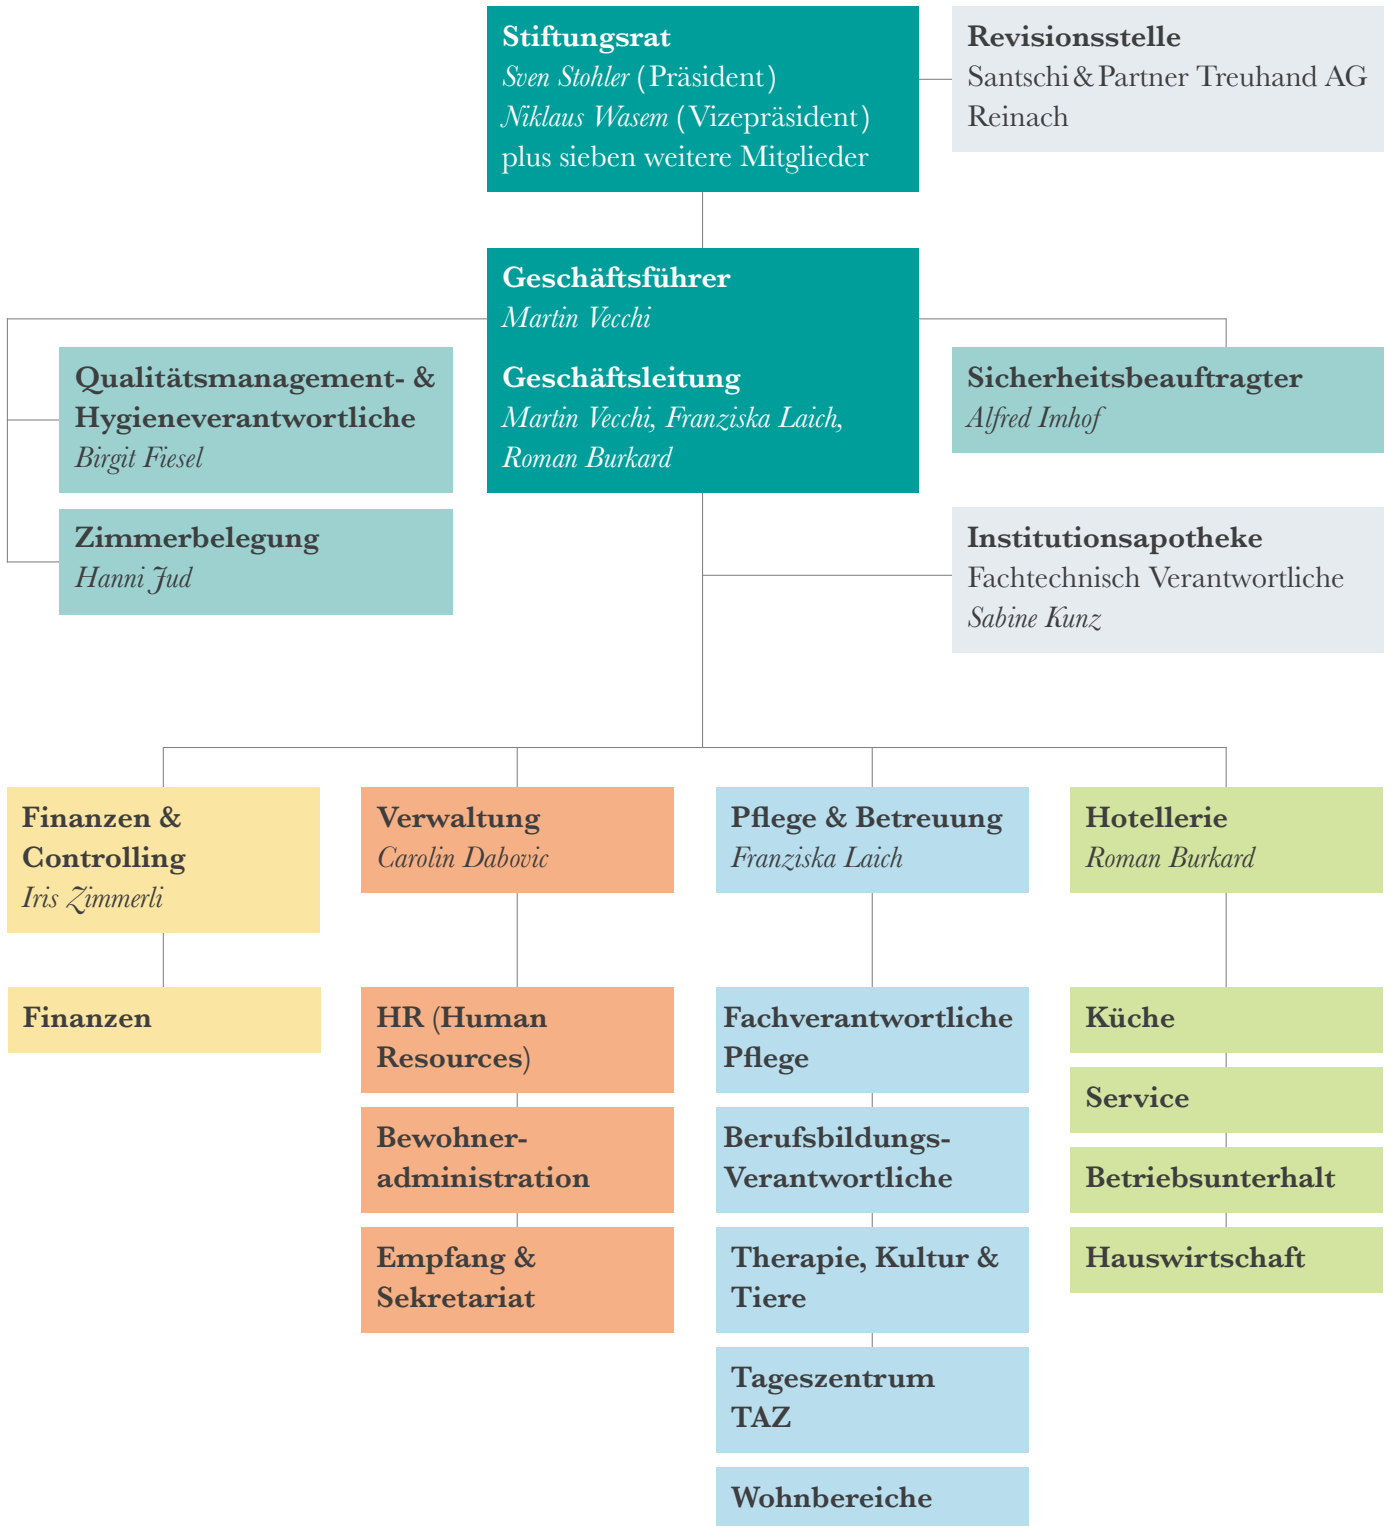 Stiftungsrat
Sven Stohler (Präsident)
Niklaus Wasem (Vizepräsident)
plus sieben weitere Mitglieder
Revisionsstelle
Santschi & Partner Treuhand AG
Reinach
Geschäftsführer
Martin Vecchi
Geschäftsleitung
Martin Vecchi, Franziska Laich,
Roman Burkard
Qualitätsmanagement- &
Hygieneverantwortliche
Birgit Fiesel
Sicherheitsbeauftragter
Alfred Imhof
Zimmerbelegung
Hanni Jud
Institutionsapotheke
Fachtechnisch Verantwortliche
Sabine Kunz
Finanzen &
Controlling
Iris Zimmerli
Finanzen
Verwaltung
Carolin Dabovic
HR (Human
Resources)
Bewohner-
administration
Empfang &
Sekretariat
Pflege & Betreuung
Franziska Laich
Fachverantwortliche
Pflege
Berufsbildungs-
Verantwortliche
Therapie, Kultur &
Tiere
Tageszentrum
TAZ
Wohnbereiche
Hotellerie
Roman Burkard
Küche
Service
Betriebsunterhalt
Hauswirtschaft